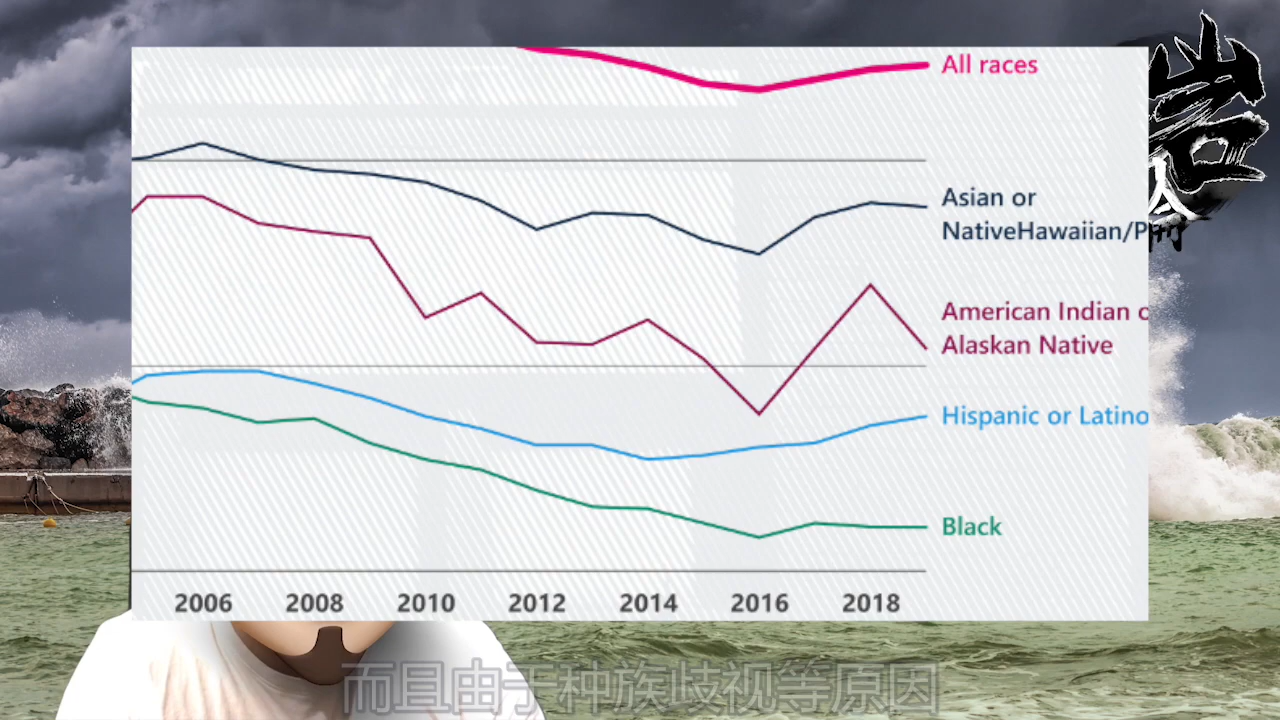 All races
Asian or
NativeHawaiian/P
American Indian o
Alaskan Native
Hispanic or Latino
Black
2006 2008 2010 2012 2014 2016 2018
而且由于种族歧视等原因